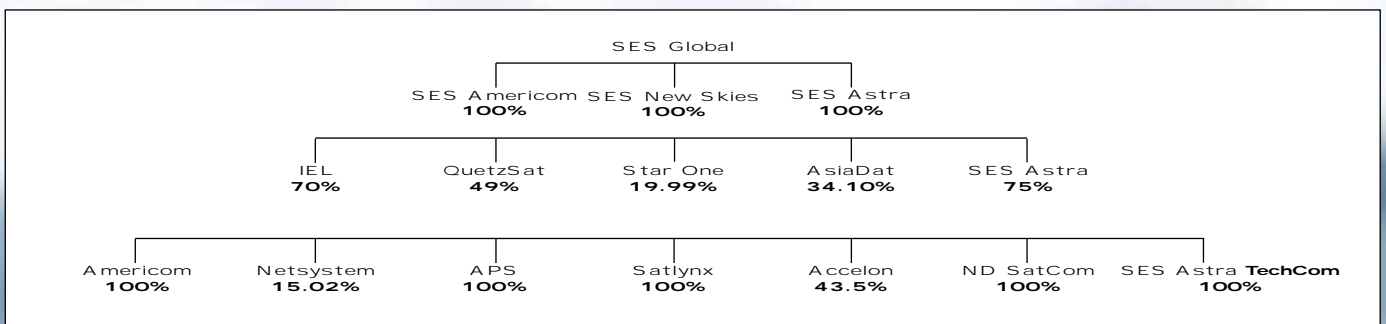 SES Global
SES Americom SES New Skies SES Astra
100% 100% 100%
IEL QuetzSat Star One AsiaDat SES Astra
70% 49% 19.99% 34.10% 75%
Americom Netsystem APS Satlynx Accelon ND SatCom SES Astra TechCom
100% 15.02% 100% 100% 43.5% 100% 100%